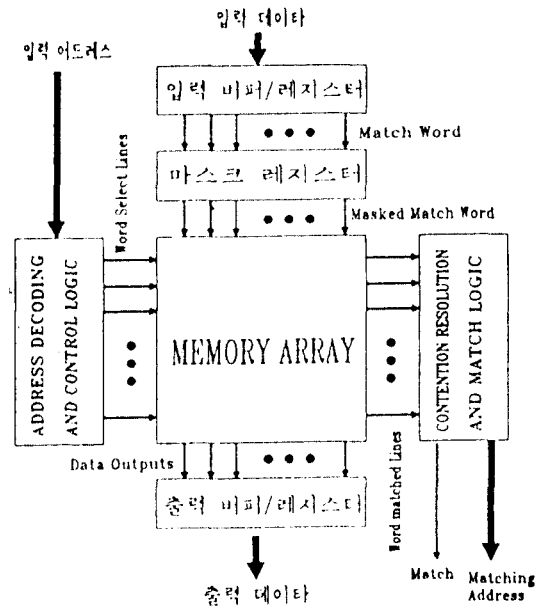 입력 데이타
입력 어드레스
입력 버퍼/레지스터
Match Word
마스크 레지스터
Masked Match Word
Word Select Lines
ADDRESS DECODING
AND CONTROL LOGIC
MEMORY ARRAY
CONTENTION RESOLUTION
AND MATCH LOGIC
Data Outputs
출력 버퍼/레지스터
Word matched Lines
출력 데이타
Match
Matching
Address